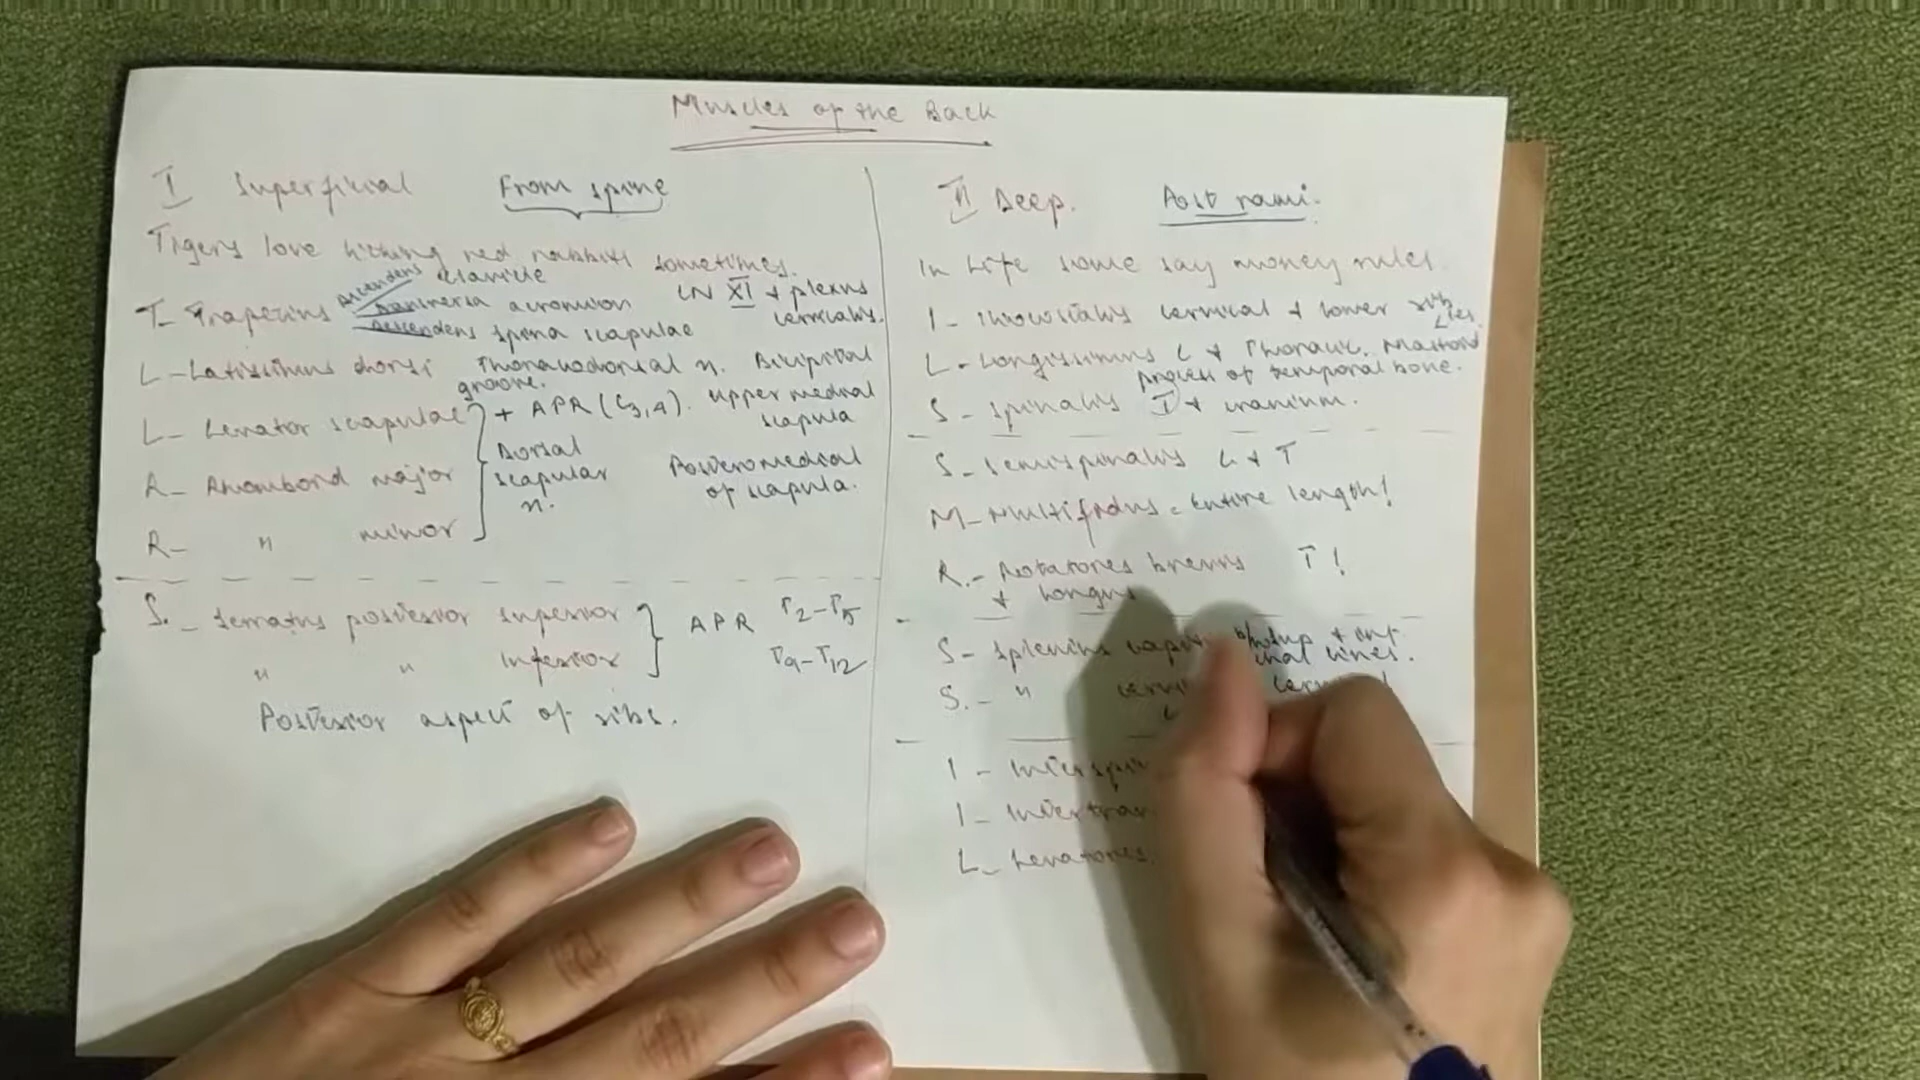 Muscles of the Back
I Superficial From spine
Tigers love hitting red rabbits sometimes.
T- Trapezius Ascendens clavicle
Transversa acromion CN XI + plexus
Descendens spina scapulae cervicalis.
L- Latissimus dorsi Thoracodorsal n. Bicipital
groove.
L- Levator scapulae + APR (C3,4). upper medial
scapula
R- Rhomboid major Dorsal scapular n. Posteromedial
of scapula.
R- " minor
S.- Serratus posterior superior APR T2-T5
" " Inferior T9-T12
Posterior aspect of ribs.
II Deep. Post rami.
In Life some say money rules.
I- Iliocostalis cervical + lower rib
L- Longissimus C + Thoracic. Mastoid
process of temporal bone.
S- Spinalis T + cranium.
S- Semispinalis C + T
M- Multifidus = Entire length!
R.- Rotatores brevis T!
+ longus
S- Splenius sup + inf
lines.
S.- "
I-
I-
L- Levatores